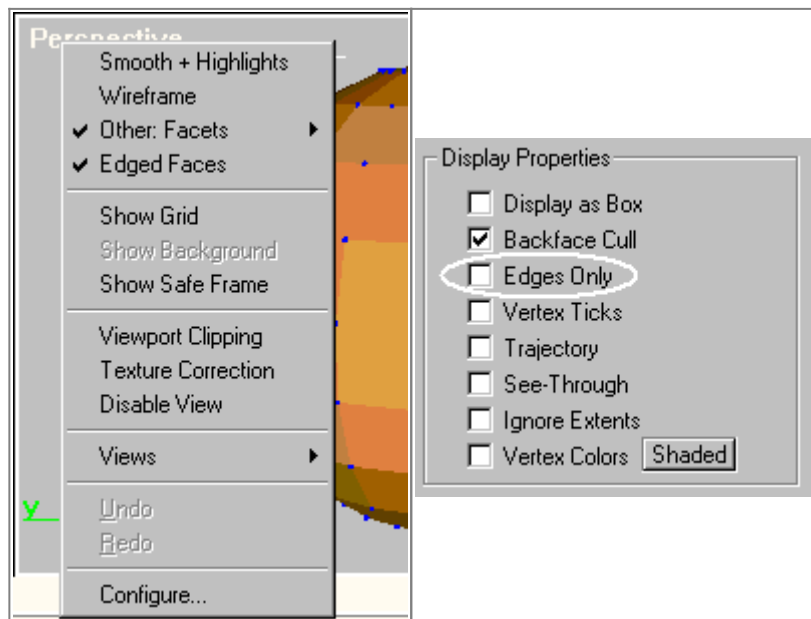 Perspective
Smooth + Highlights
Wireframe
Other: Facets
Edged Faces
Show Grid
Show Background
Show Safe Frame
Viewport Clipping
Texture Correction
Disable View
Views
Undo
Redo
Configure...
y
Display Properties
Display as Box
Backface Cull
Edges Only
Vertex Ticks
Trajectory
See-Through
Ignore Extents
Vertex Colors Shaded